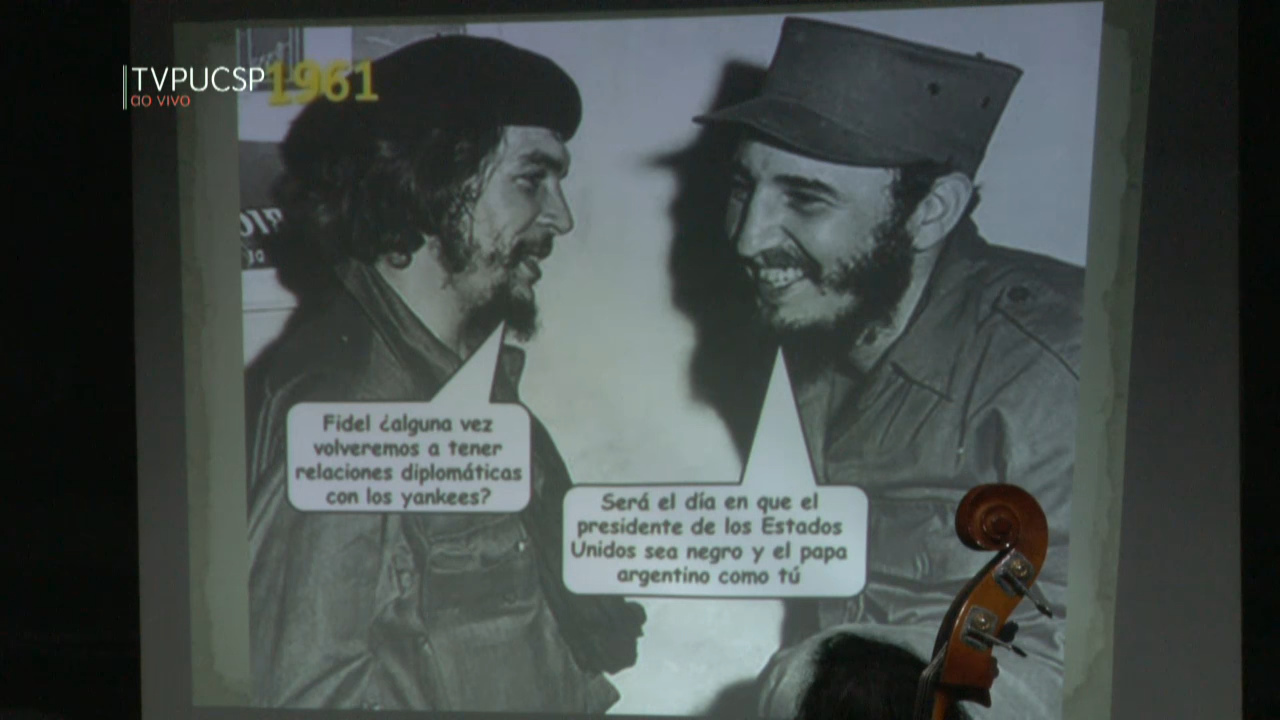 TVPUCSP
AO VIVO
1961
Fidel ¿alguna vez
volveremos a tener
relaciones diplomáticas
con los yankees?
Será el día en que el
presidente de los Estados
Unidos sea negro y el papa
argentino como tú